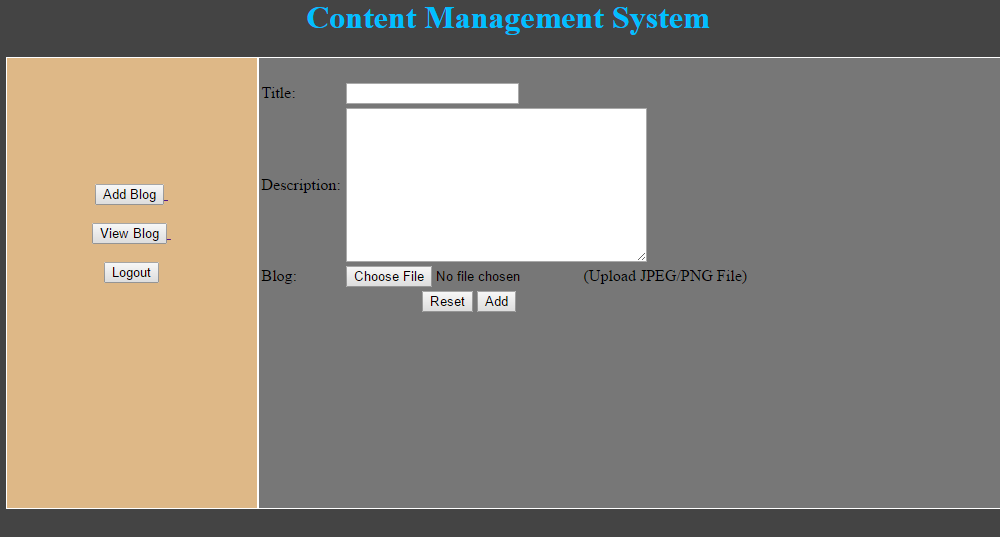 Content Management System
Add Blog
View Blog
Logout
Title:
Description:
Blog: Choose File No file chosen (Upload JPEG/PNG File)
Reset Add